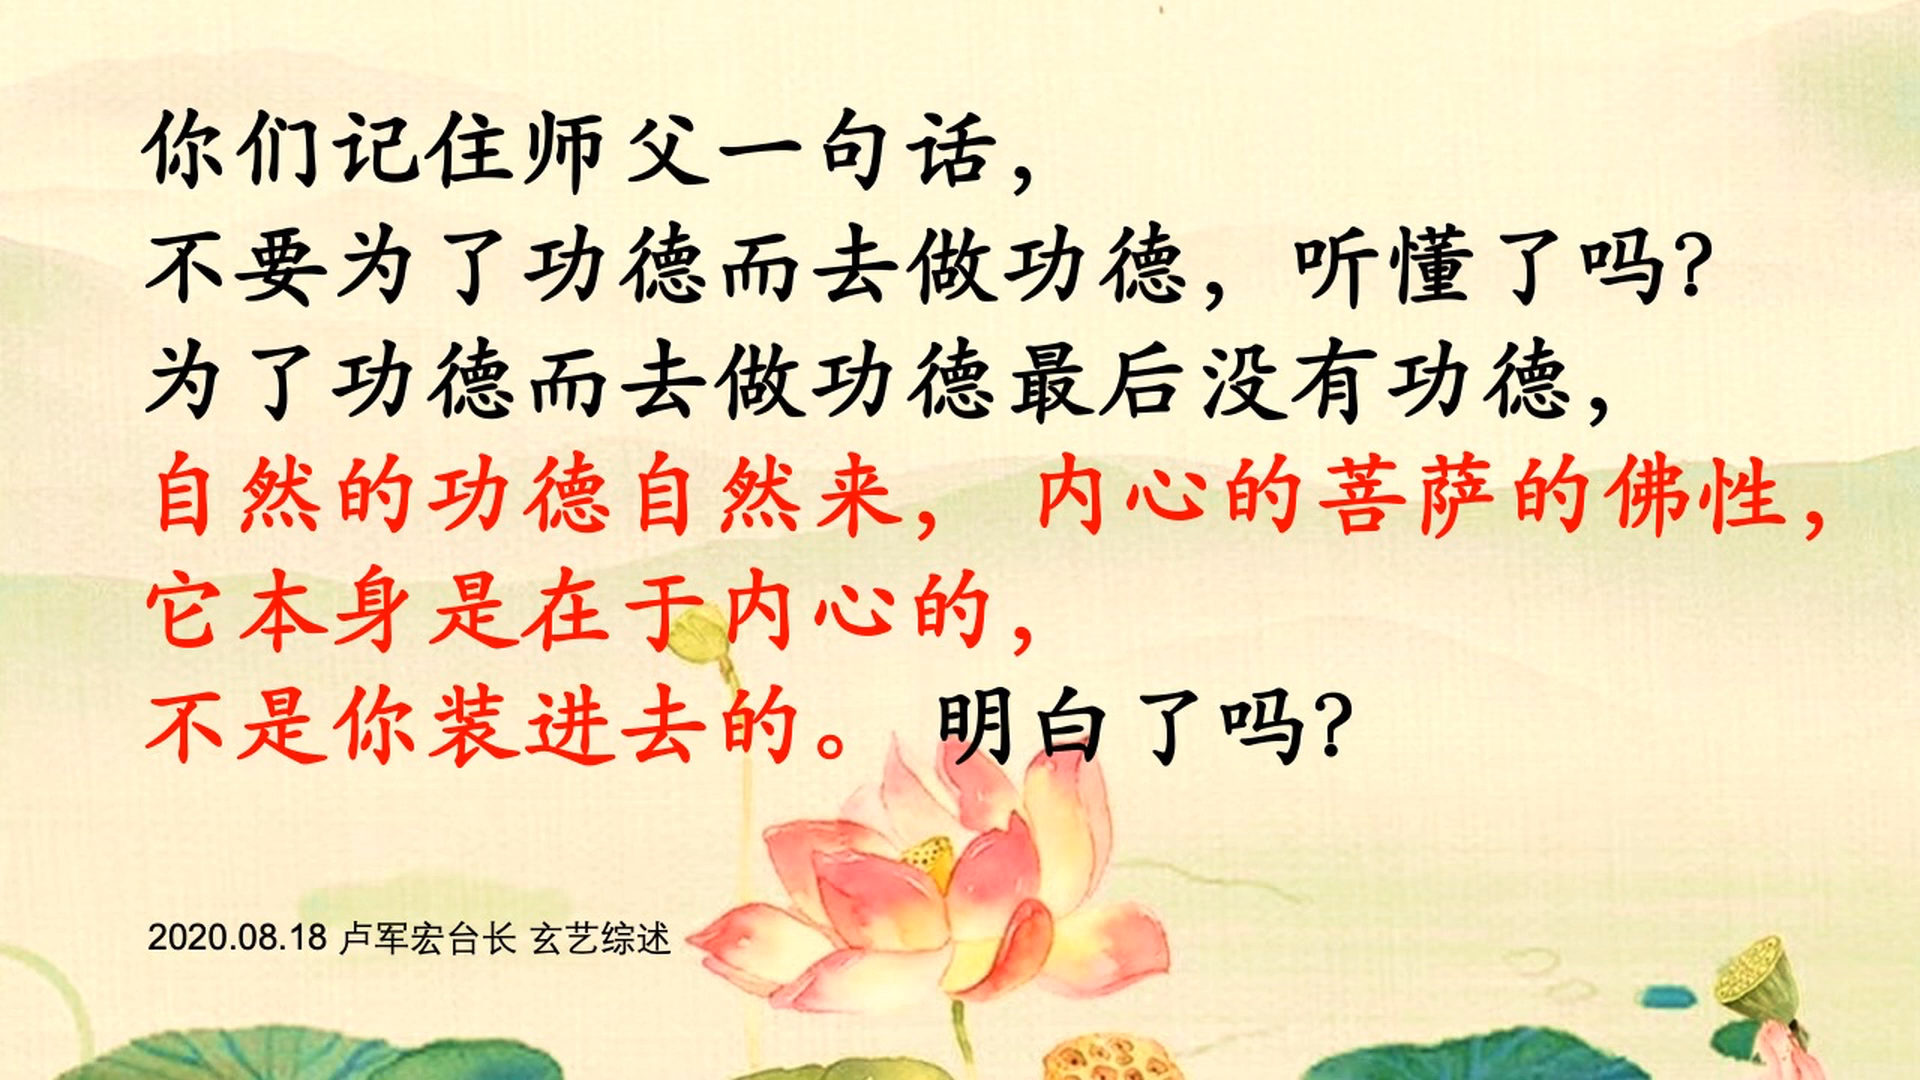 你们记住师父一句话，
不要为了功德而去做功德，听懂了吗？
为了功德而去做功德最后没有功德，
自然的功德自然来， 内心的菩萨的佛性，
它本身是在于内心的，
不是你装进去的。 明白了吗？
2020.08.18 卢军宏台长 玄艺综述